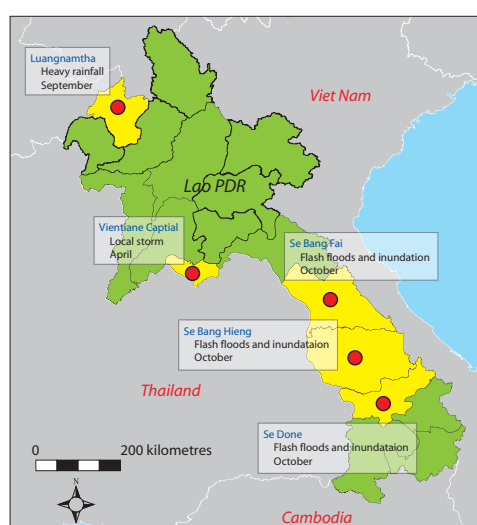 Luangnamtha
Heavy rainfall
September
Viet Nam
Lao PDR
Vientiane Captial
Local storm
April
Se Bang Fai
Flash floods and inundation
October
Se Bang Hieng
Flash floods and inundataion
October
Thailand
Se Done
Flash floods and inundataion
October
0 200 kilometres
N
Cambodia